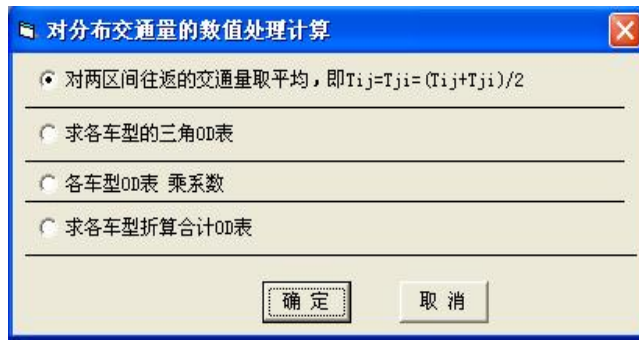 对分布交通量的数值处理计算
对两区间往返的交通量取平均，即Tij=Tji=(Tij+Tji)/2
求各车型的三角OD表
各车型OD表 乘系数
求各车型折算合计OD表
确 定
取 消